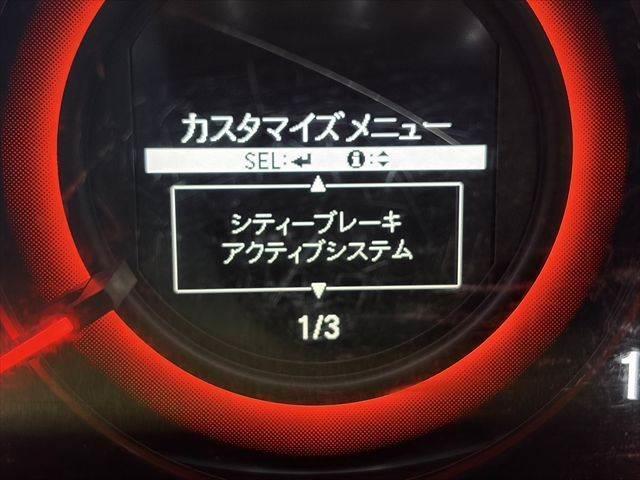 カスタマイズメニュー
SEL:↵ ℹ:◆
▲
シティーブレーキ
アクティブシステム
▼
1/3
1